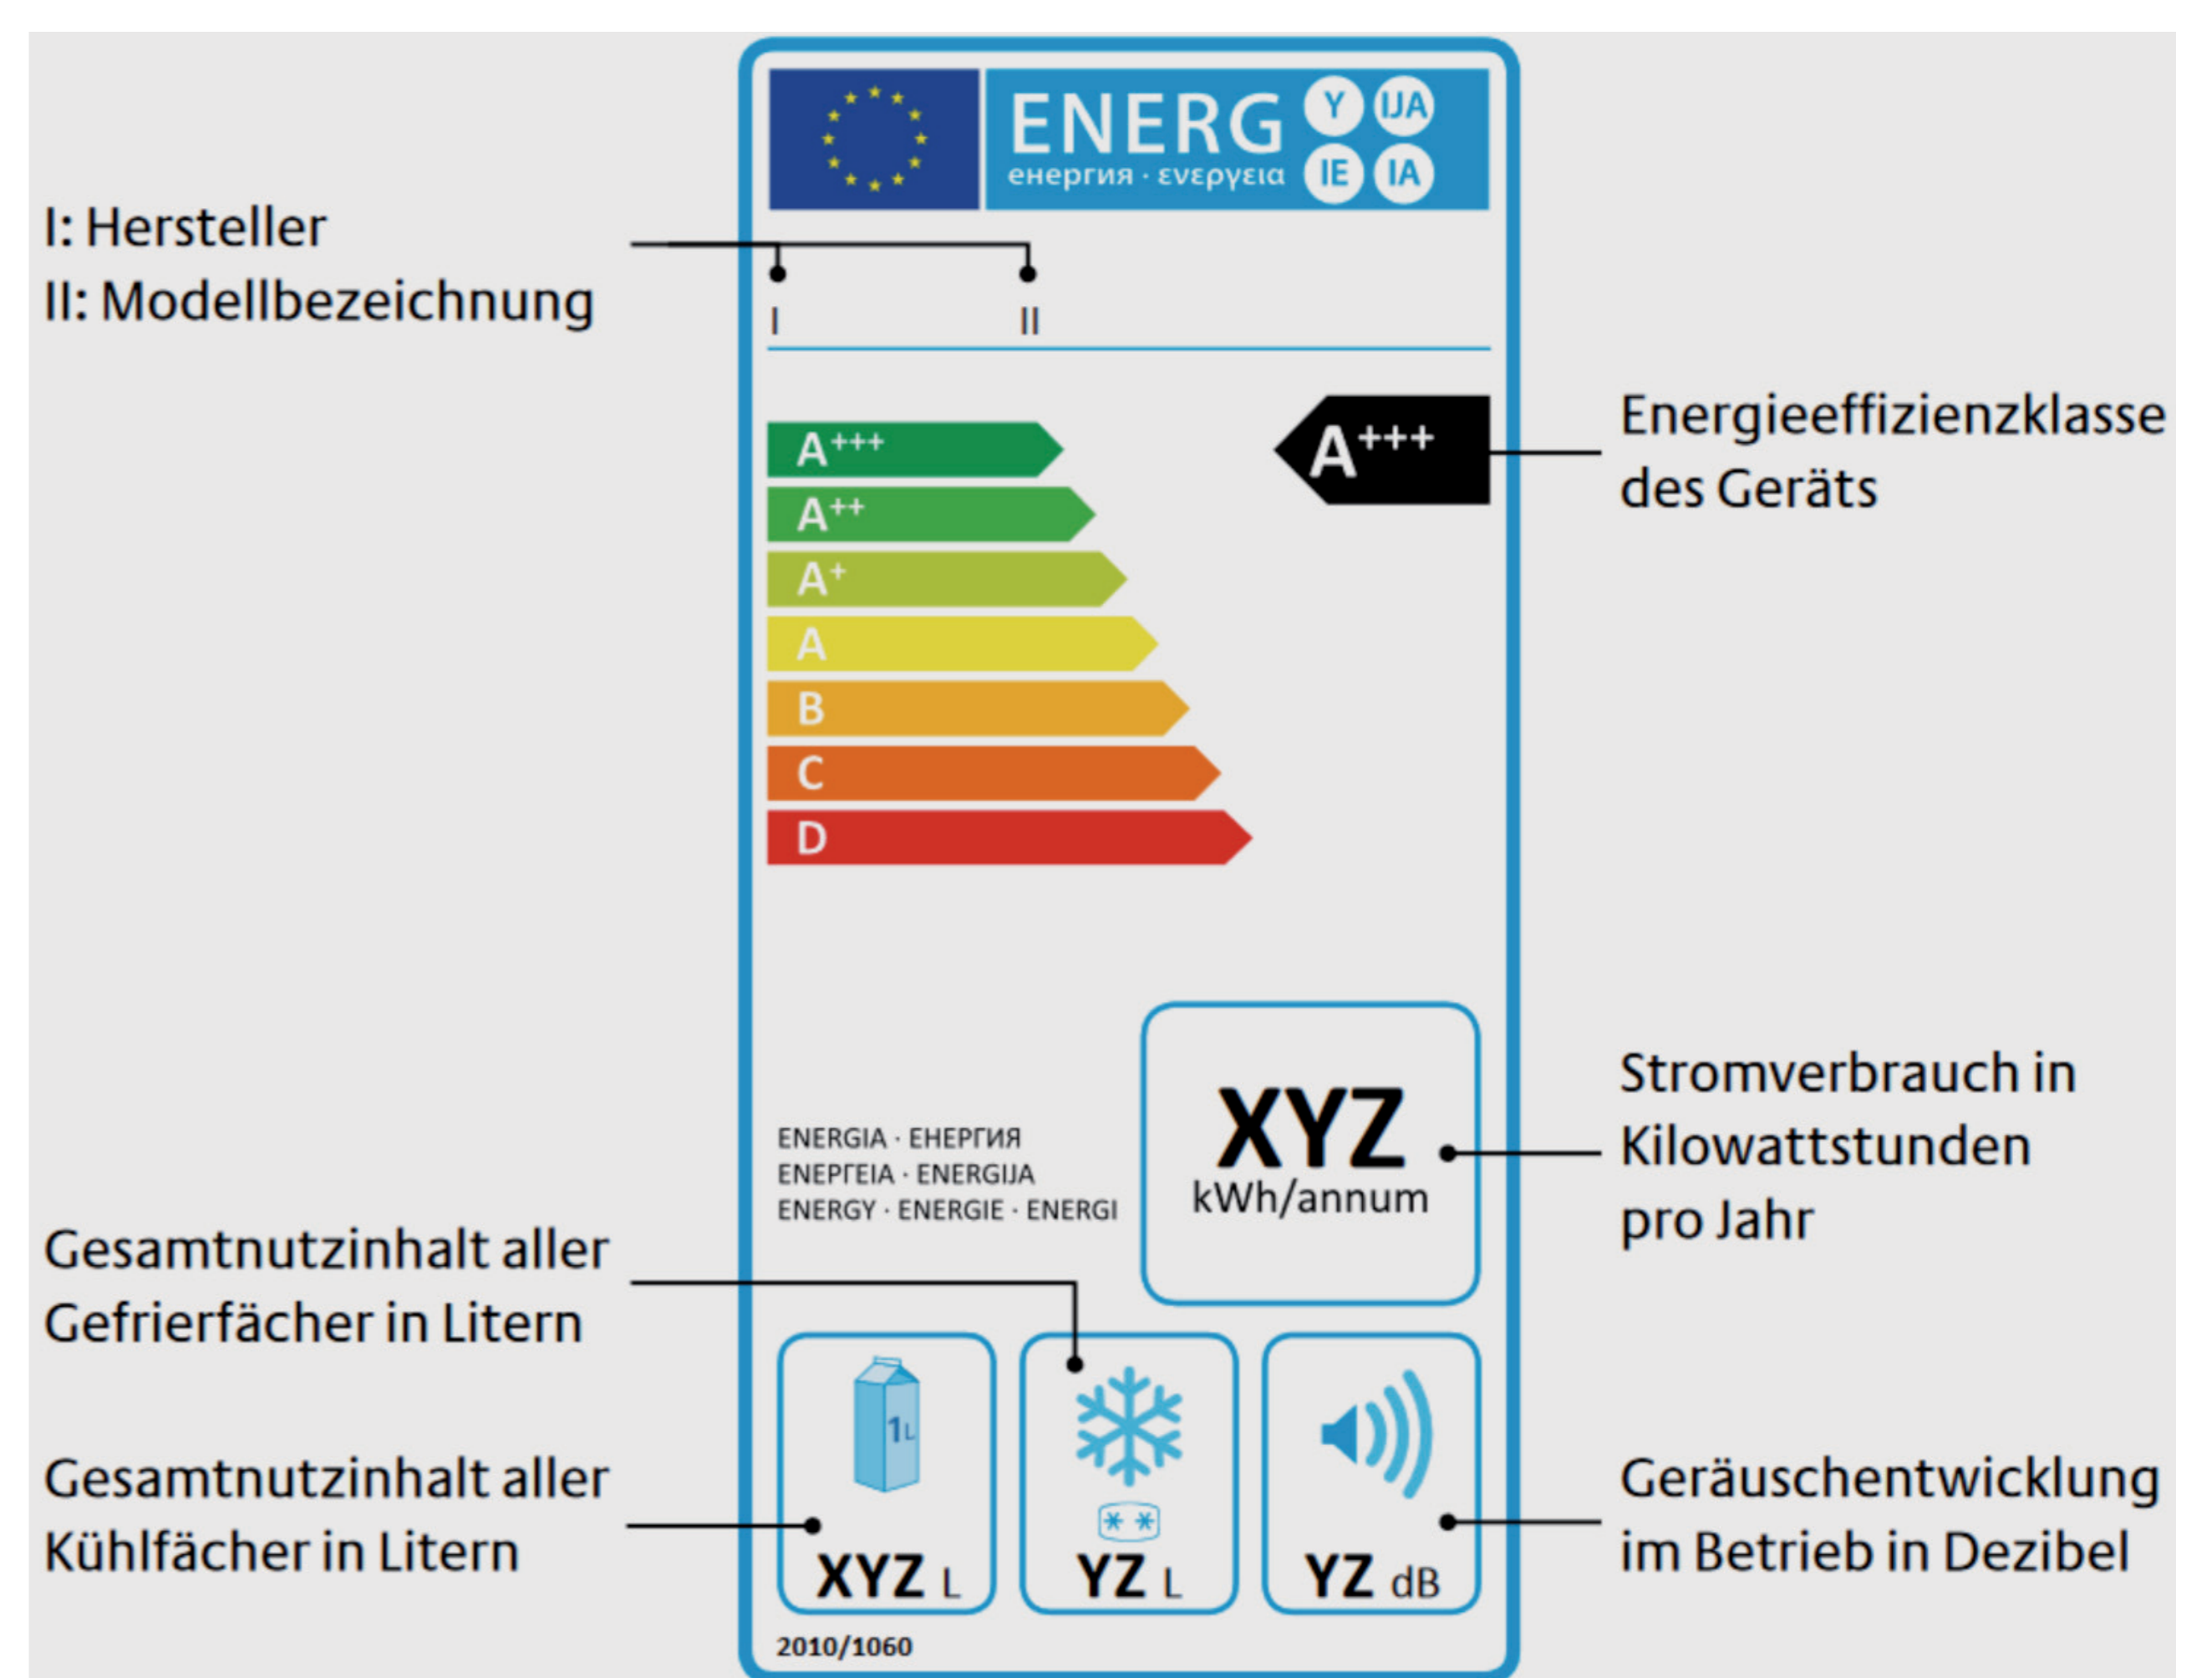 ENERG Y IJA
енергия · ενεργεια IE IA
I: Hersteller
II: Modellbezeichnung
I II
A+++
A++
A+
A
B
C
D
A+++
Energieeffizienzklasse
des Geräts
XYZ
kWh/annum
Stromverbrauch in
Kilowattstunden
pro Jahr
ENERGIA · ЕНЕРГИЯ
ΕΝΕΡΓΕΙΑ · ENERGIJA
ENERGY · ENERGIE · ENERGI
Gesamtnutzinhalt aller
Gefrierfächer in Litern
Gesamtnutzinhalt aller
Kühlfächer in Litern
1L
XYZ L
YZ L
YZ dB
Geräuschentwicklung
im Betrieb in Dezibel
2010/1060